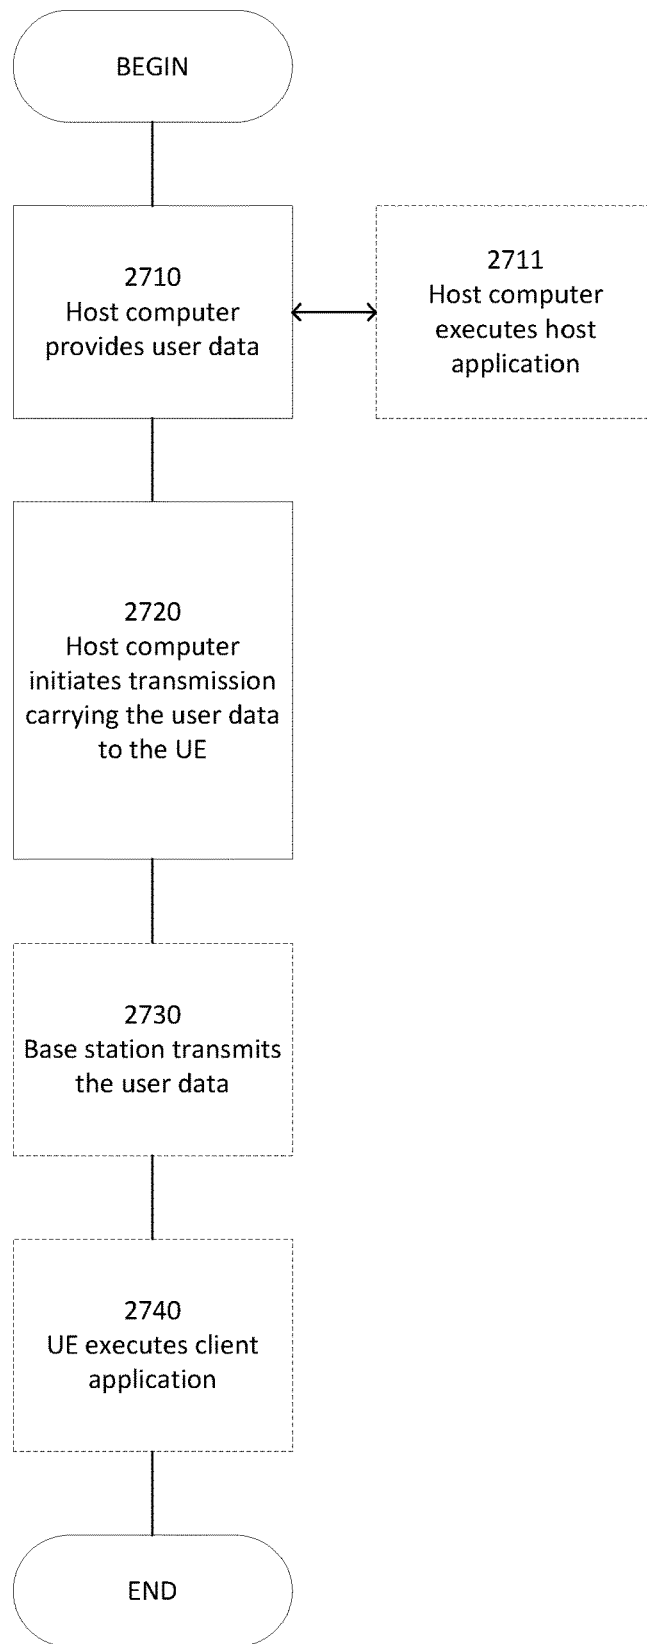 BEGIN
2710
Host computer
provides user data
2711
Host computer
executes host
application
2720
Host computer
initiates transmission
carrying the user data
to the UE
2730
Base station transmits
the user data
2740
UE executes client
application
END